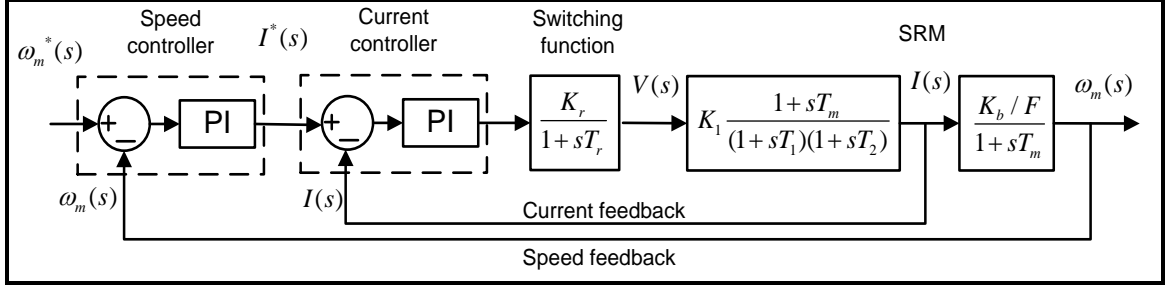 Speed controller
Current controller
Switching function
SRM
ω_m^*(s)
I^*(s)
V(s)
I(s)
ω_m(s)
+
−
PI
+
−
PI
K_r / (1 + sT_r)
K_1 (1 + sT_m) / ((1 + sT_1)(1 + sT_2))
(K_b / F) / (1 + sT_m)
ω_m(s)
I(s)
Current feedback
Speed feedback